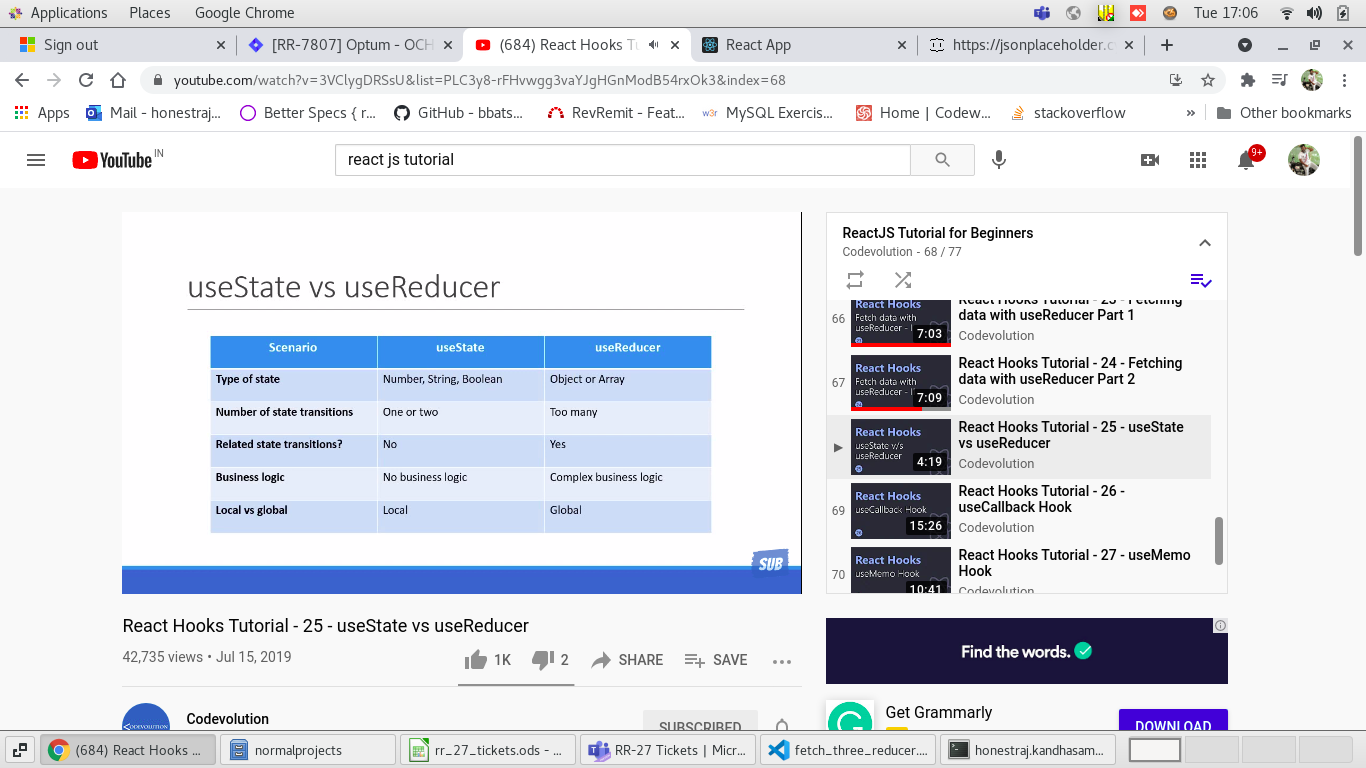 Applications Places Google Chrome Tue 17:06
Sign out [RR-7807] Optum - OCH (684) React Hooks Tu React App https://jsonplaceholder.c
youtube.com/watch?v=3VClygDRSsU&list=PLC3y8-rFHvwgg3vaYJgHGnModB54rxOk3&index=68
Apps Mail - honestraj... Better Specs { r... GitHub - bbats... RevRemit - Feat... w3r MySQL Exercis... Home | Codew... stackoverflow » Other bookmarks
YouTube IN react js tutorial 9+
useState vs useReducer
Scenario useState useReducer
Type of state Number, String, Boolean Object or Array
Number of state transitions One or two Too many
Related state transitions? No Yes
Business logic No business logic Complex business logic
Local vs global Local Global
SUB
React Hooks Tutorial - 25 - useState vs useReducer
42,735 views • Jul 15, 2019
1K 2 SHARE SAVE
Codevolution
SUBSCRIBED
ReactJS Tutorial for Beginners
Codevolution - 68 / 77
66 React Hooks Fetch data with useReducer - 7:03
React Hooks Tutorial - 23 - Fetching
data with useReducer Part 1
Codevolution
67 React Hooks Fetch data with useReducer - 7:09
React Hooks Tutorial - 24 - Fetching
data with useReducer Part 2
Codevolution
React Hooks useState v/s useReducer 4:19
React Hooks Tutorial - 25 - useState
vs useReducer
Codevolution
69 React Hooks useCallback Hook 15:26
React Hooks Tutorial - 26 -
useCallback Hook
Codevolution
70 React Hooks useMemo Hook 10:41
React Hooks Tutorial - 27 - useMemo
Hook
Codevolution
Find the words.
Get Grammarly
DOWNLOAD
(684) React Hooks ... normalprojects rr_27_tickets.ods - ... RR-27 Tickets | Micr... fetch_three_reducer.... honestraj.kandhasam...